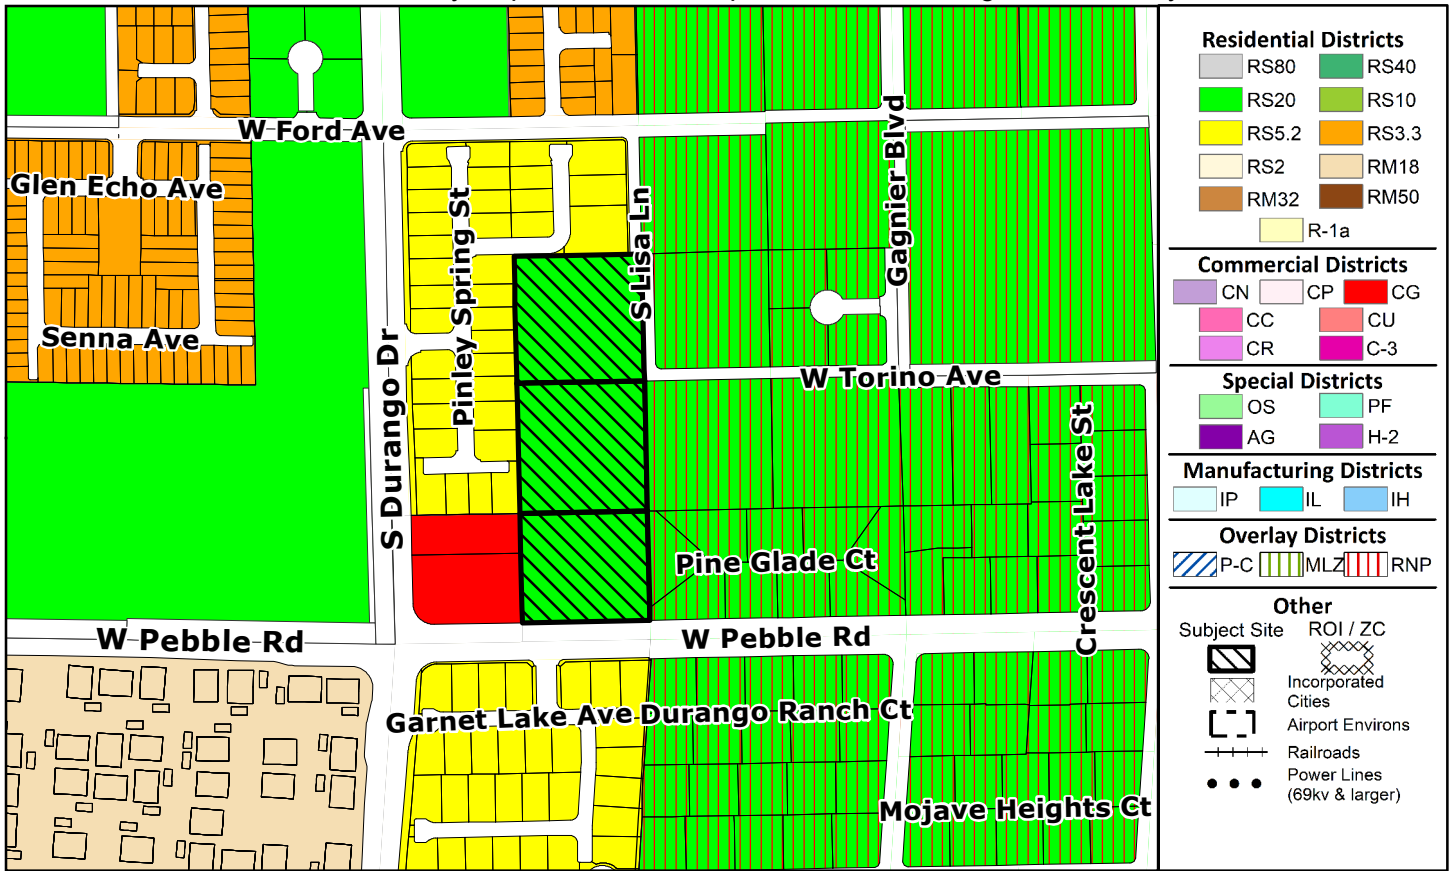 W Ford Ave
Glen Echo Ave
Senna Ave
Pinley Spring St
S Lisa Ln
Gagnier Blvd
S Durango Dr
W Torino Ave
Crescent Lake St
Pine Glade Ct
W Pebble Rd
W Pebble Rd
Garnet Lake Ave
Durango Ranch Ct
Mojave Heights Ct
Residential Districts
RS80 RS40
RS20 RS10
RS5.2 RS3.3
RS2 RM18
RM32 RM50
R-1a
Commercial Districts
CN CP CG
CC CU
CR C-3
Special Districts
OS PF
AG H-2
Manufacturing Districts
IP IL IH
Overlay Districts
P-C MLZ RNP
Other
Subject Site ROI / ZC
Incorporated
Cities
Airport Environs
Railroads
Power Lines
(69kv & larger)